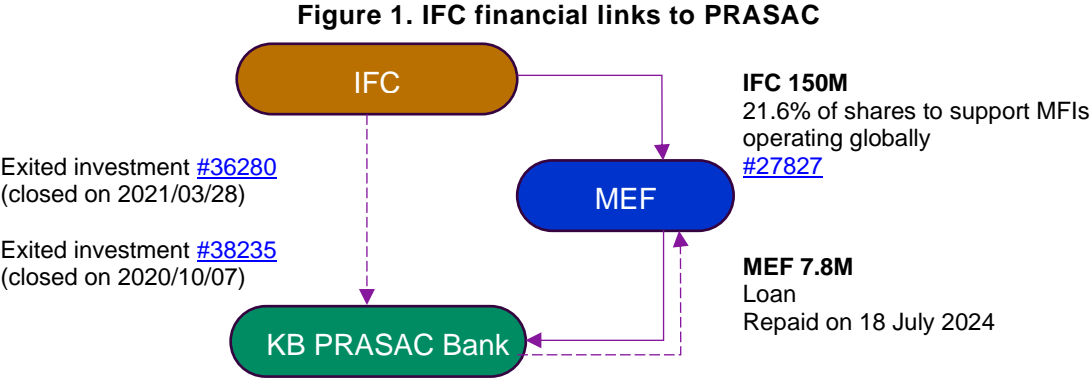 Figure 1. IFC financial links to PRASAC
IFC
IFC 150M
21.6% of shares to support MFIs
operating globally
#27827
Exited investment #36280
(closed on 2021/03/28)
MEF
Exited investment #38235
(closed on 2020/10/07)
MEF 7.8M
Loan
Repaid on 18 July 2024
KB PRASAC Bank